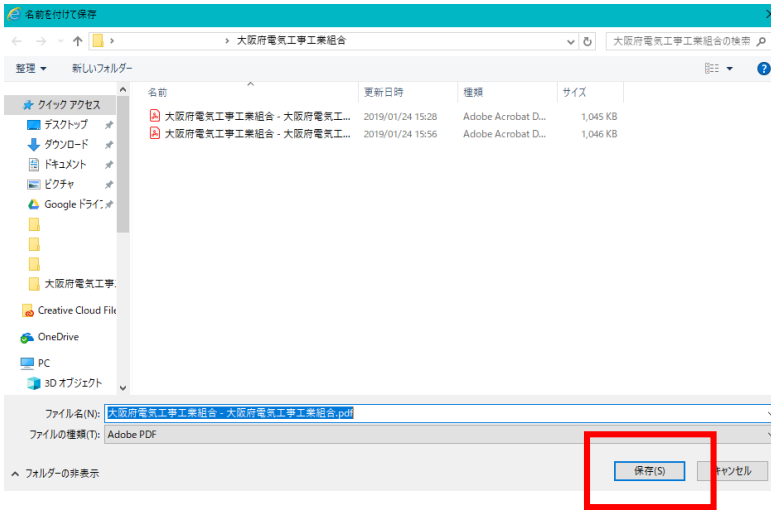 名前を付けて保存
大阪府電気工事工業組合
大阪府電気工事工業組合の検索
整理 新しいフォルダー
名前 更新日時 種類 サイズ
クイック アクセス
大阪府電気工事工業組合 - 大阪府電気工... 2019/01/24 15:28 Adobe Acrobat D... 1,045 KB
デスクトップ
大阪府電気工事工業組合 - 大阪府電気工... 2019/01/24 15:56 Adobe Acrobat D... 1,046 KB
ダウンロード
ドキュメント
ピクチャ
Google ドライブ
大阪府電気工事
Creative Cloud File
OneDrive
PC
3D オブジェクト
ファイル名(N): 大阪府電気工事工業組合 - 大阪府電気工事工業組合.pdf
ファイルの種類(T): Adobe PDF
フォルダーの非表示
保存(S) キャンセル